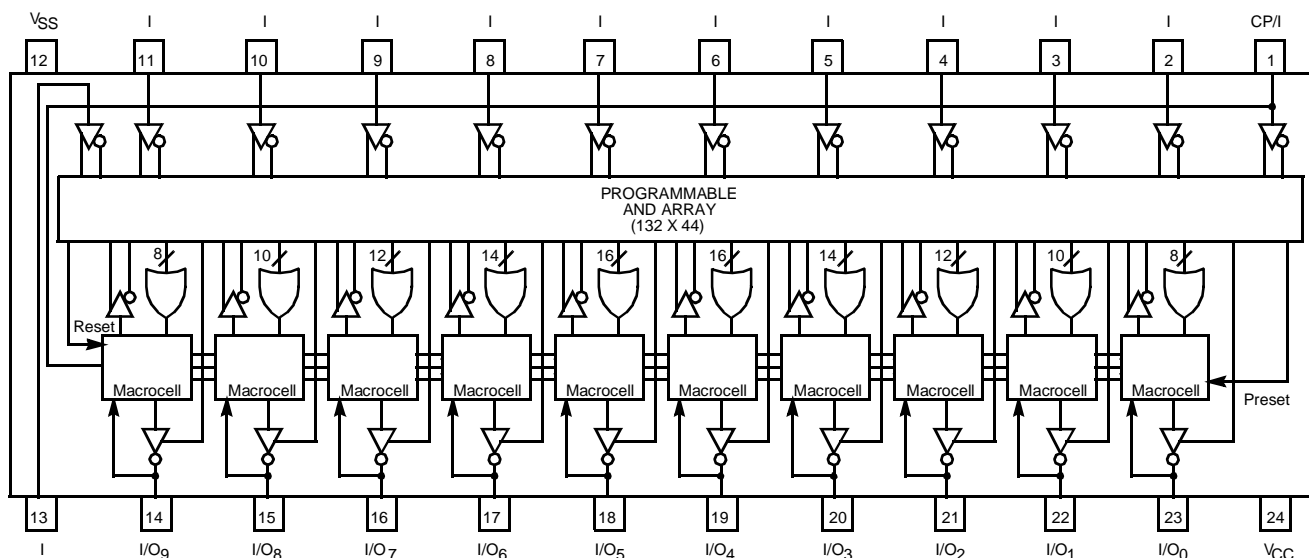 VSS I I I I I I I I I I CP/I
12 11 10 9 8 7 6 5 4 3 2 1
PROGRAMMABLE
AND ARRAY
(132 X 44)
8 10 12 14 16 16 14 12 10 8
Reset
Macrocell Macrocell Macrocell Macrocell Macrocell Macrocell Macrocell Macrocell Macrocell Macrocell
Preset
13 14 15 16 17 18 19 20 21 22 23 24
I I/O9 I/O8 I/O7 I/O6 I/O5 I/O4 I/O3 I/O2 I/O1 I/O0 VCC